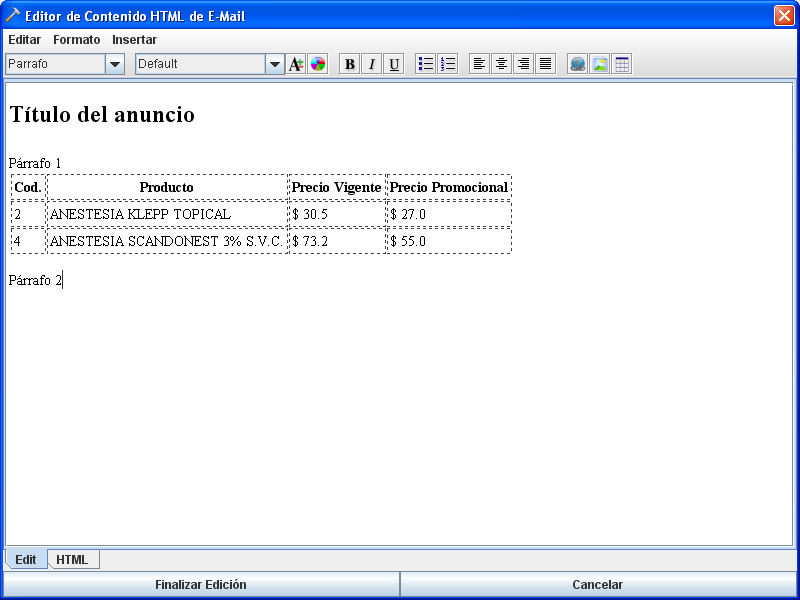 Editor de Contenido HTML de E-Mail
Editar Formato Insertar
Parrafo Default A B I U
Título del anuncio
Párrafo 1
Cod. Producto Precio Vigente Precio Promocional
2 ANESTESIA KLEPP TOPICAL $ 30.5 $ 27.0
4 ANESTESIA SCANDONEST 3% S.V.C. $ 73.2 $ 55.0
Párrafo 2
Edit HTML
Finalizar Edición Cancelar